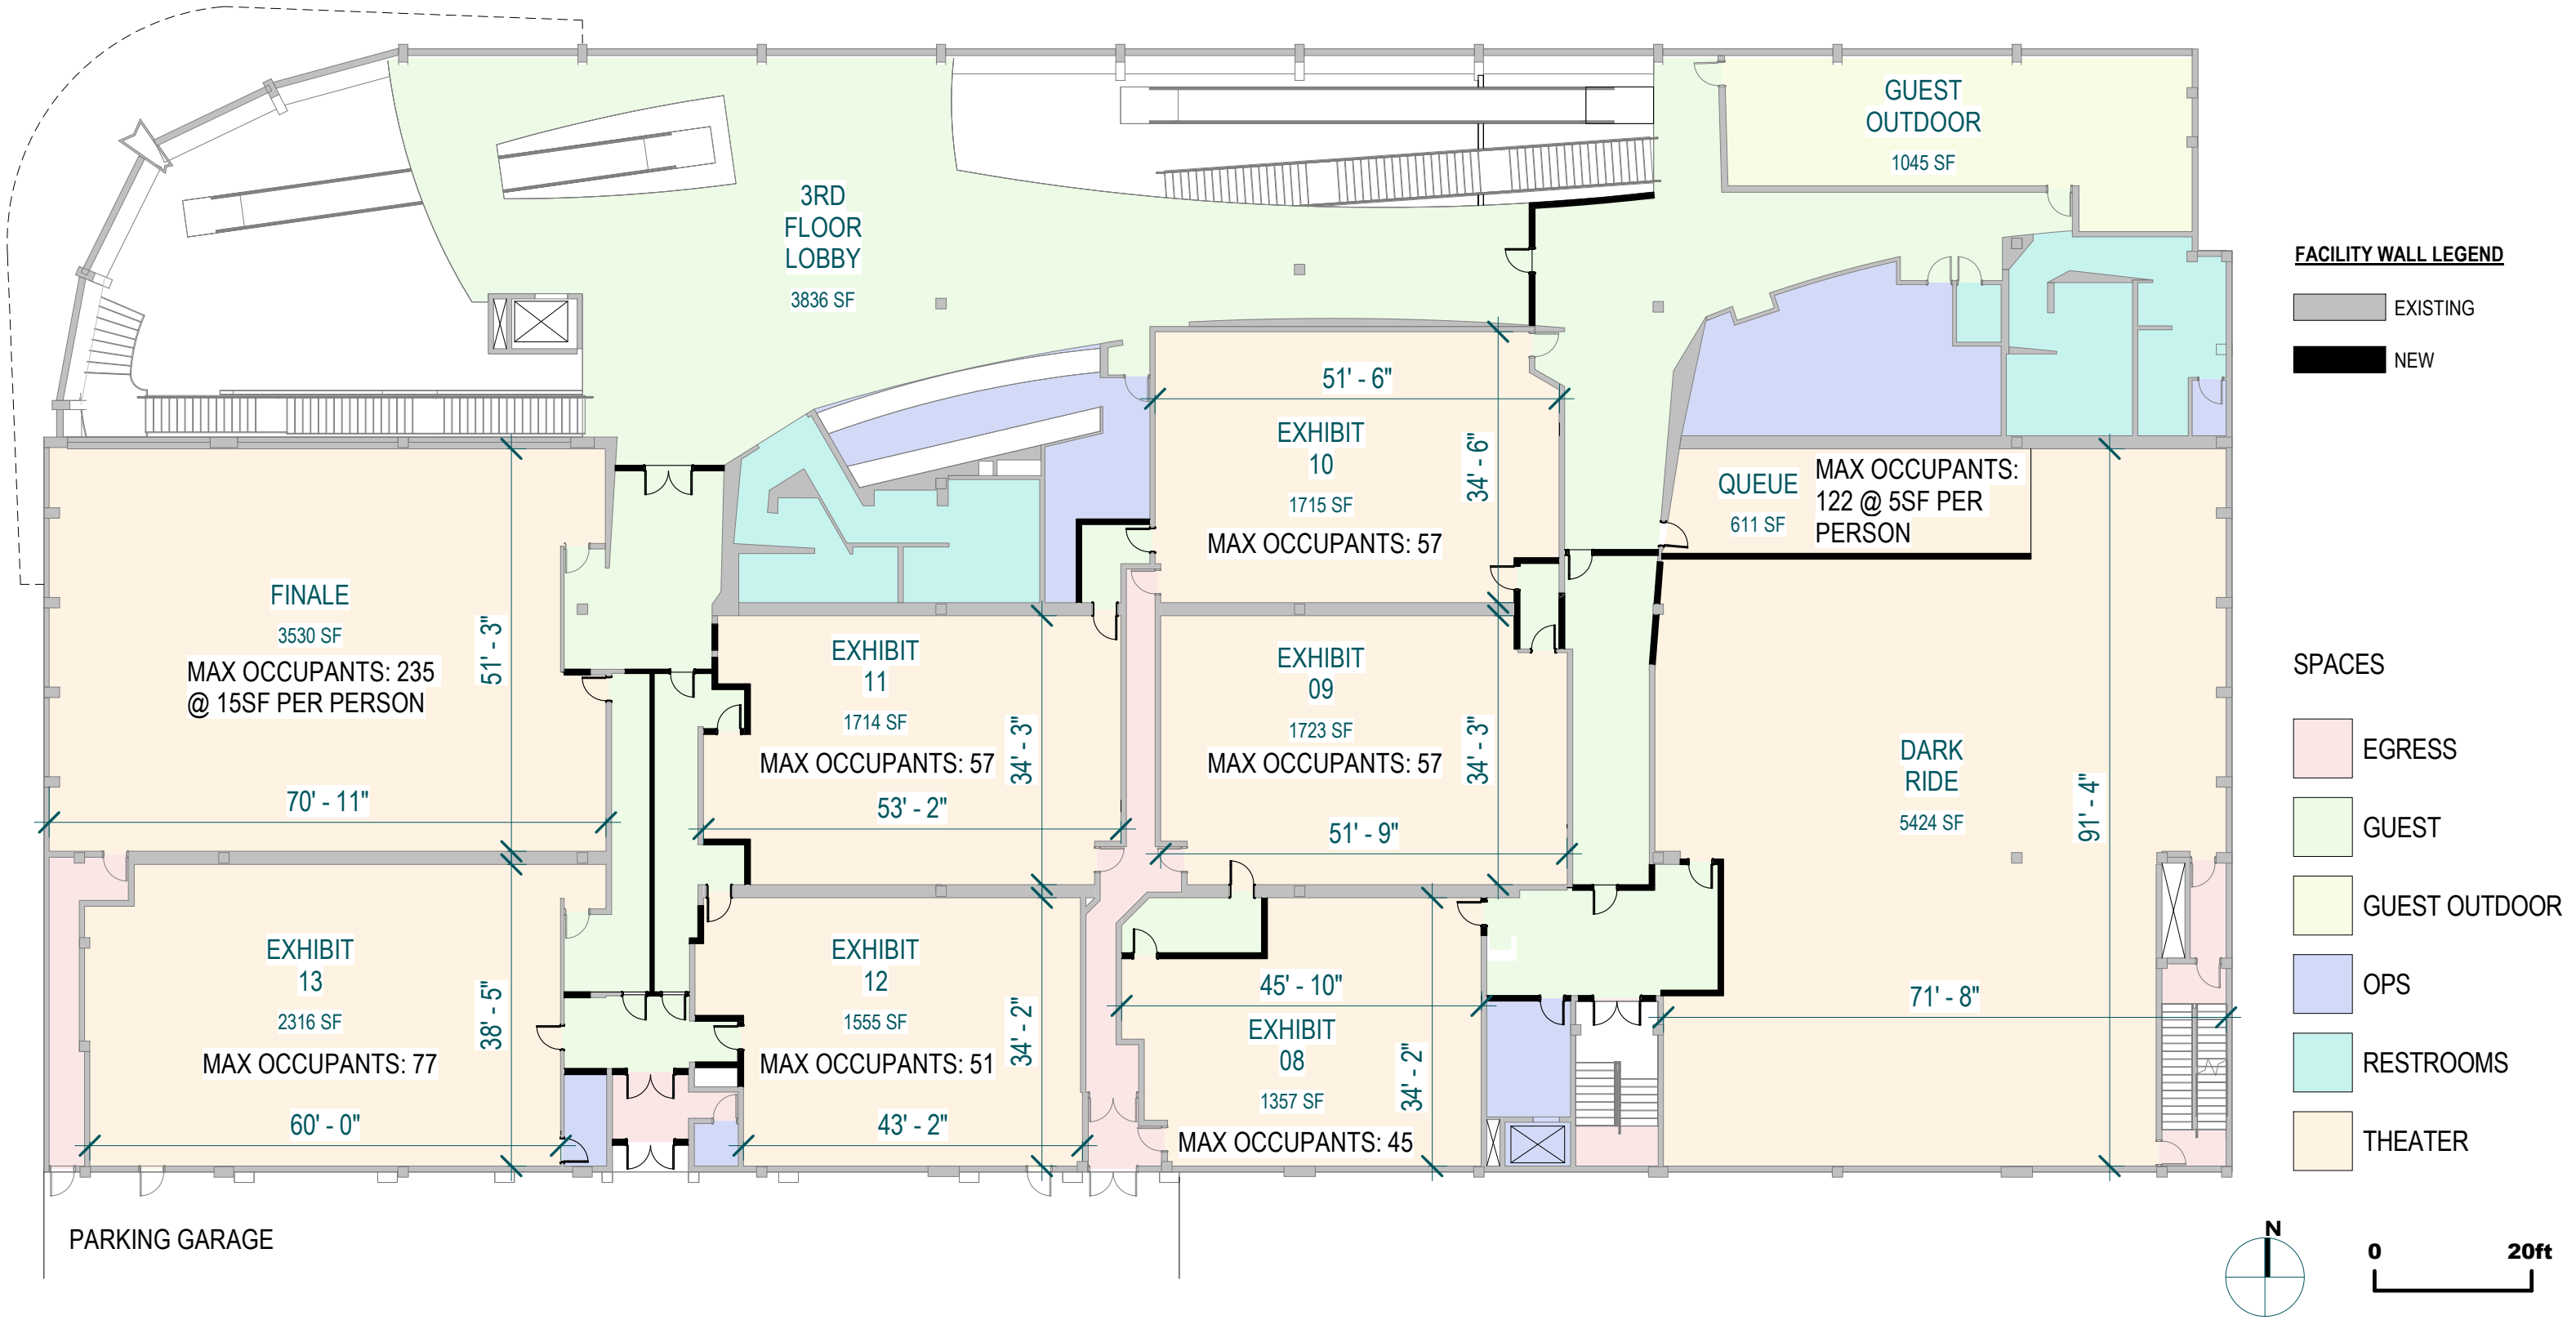 GUEST
OUTDOOR
1045 SF
3RD
FLOOR
LOBBY
3836 SF
FACILITY WALL LEGEND
EXISTING
NEW
51' - 6"
EXHIBIT
10
1715 SF
MAX OCCUPANTS: 57
34' - 6"
QUEUE
611 SF
MAX OCCUPANTS:
122 @ 5SF PER
PERSON
FINALE
3530 SF
MAX OCCUPANTS: 235
@ 15SF PER PERSON
51' - 3"
70' - 11"
EXHIBIT
11
1714 SF
MAX OCCUPANTS: 57
34' - 3"
53' - 2"
EXHIBIT
09
1723 SF
MAX OCCUPANTS: 57
34' - 3"
51' - 9"
DARK
RIDE
5424 SF
91' - 4"
71' - 8"
EXHIBIT
13
2316 SF
MAX OCCUPANTS: 77
38' - 5"
60' - 0"
EXHIBIT
12
1555 SF
MAX OCCUPANTS: 51
34' - 2"
43' - 2"
45' - 10"
EXHIBIT
08
1357 SF
MAX OCCUPANTS: 45
34' - 2"
SPACES
EGRESS
GUEST
GUEST OUTDOOR
OPS
RESTROOMS
THEATER
PARKING GARAGE
N
0 20ft